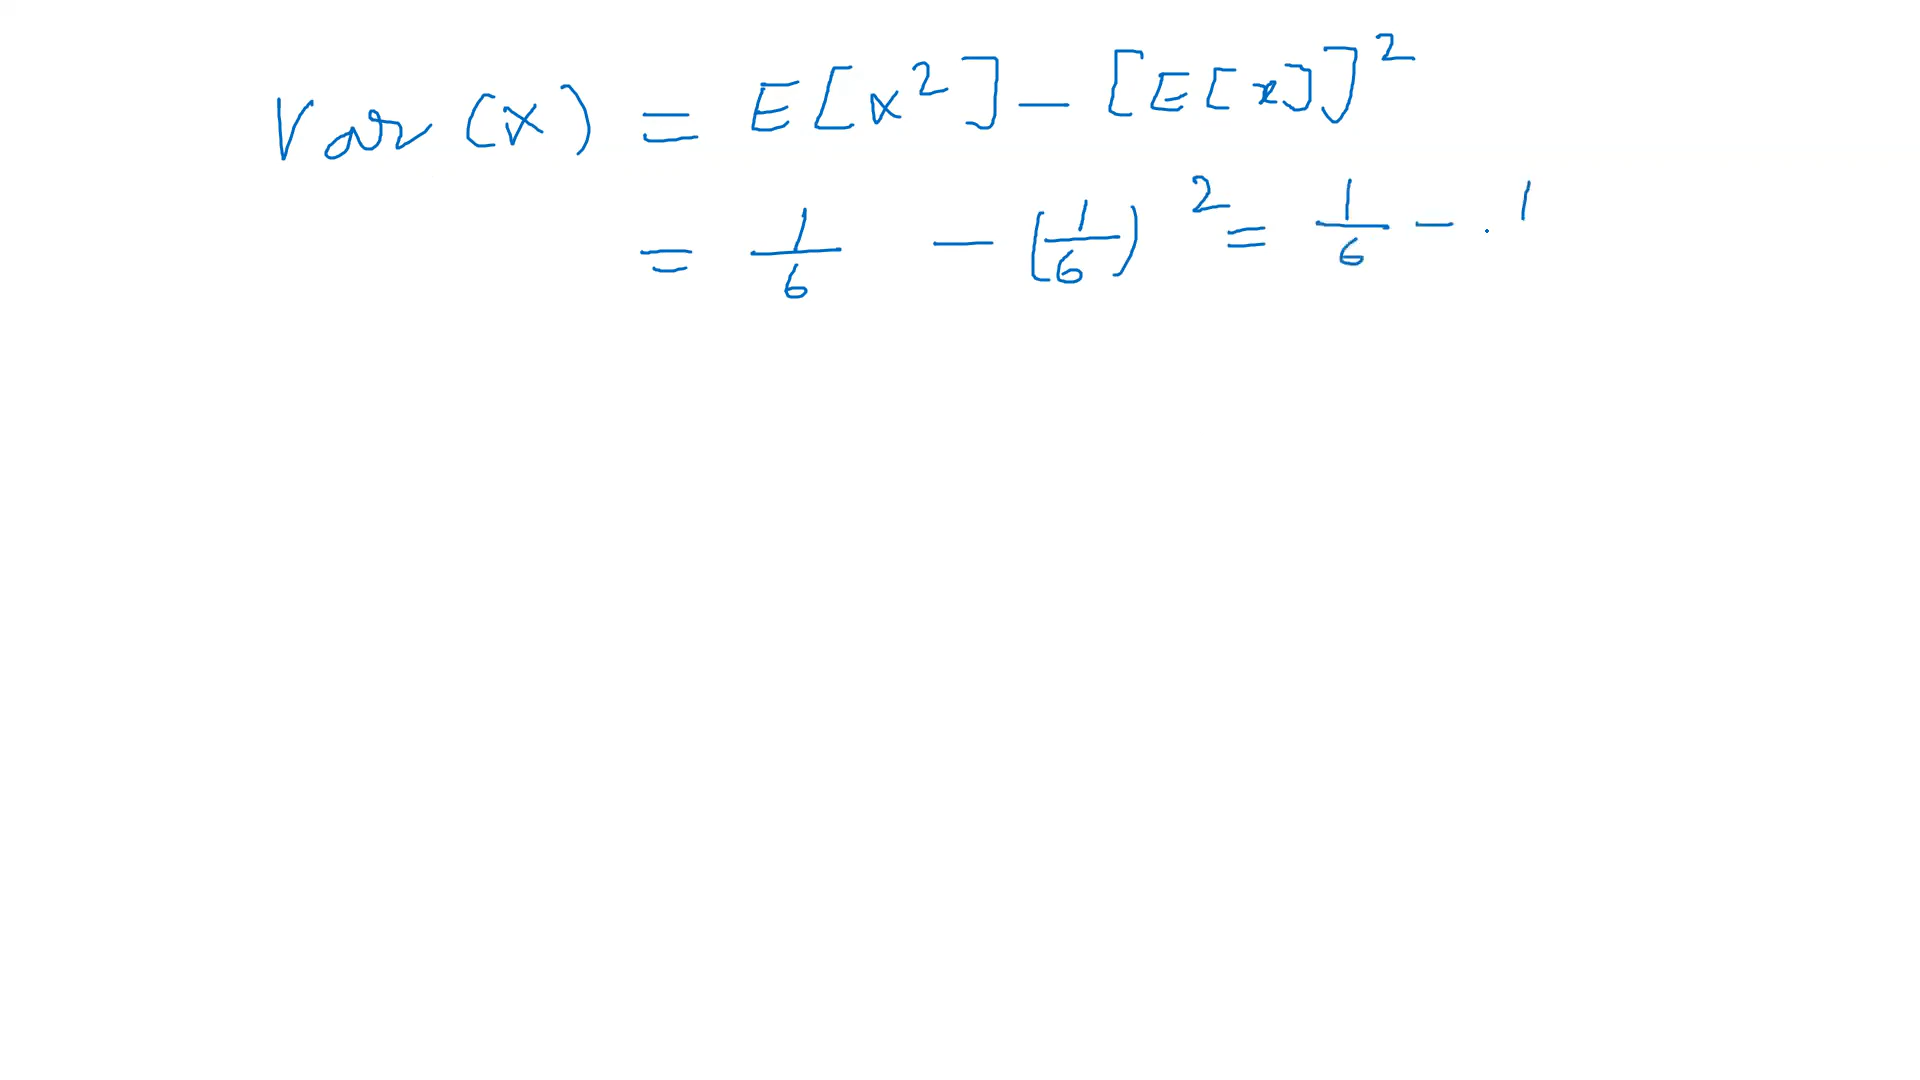 Var (X) = E[X²] - [E[x]]²
= 1/6 - (1/6)² = 1/6 - . 1